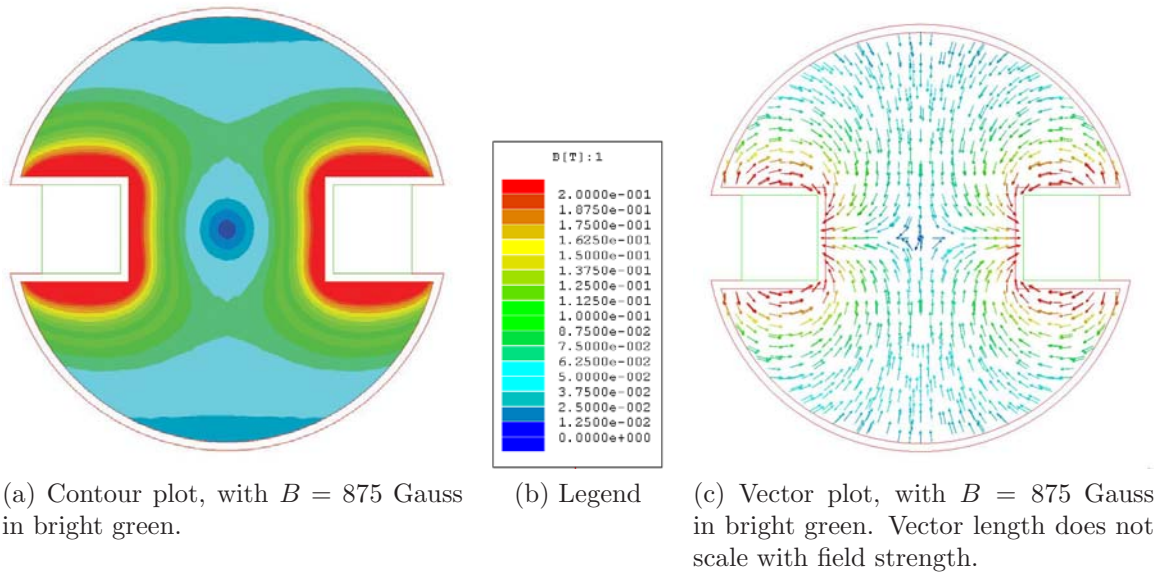 B[T]:1
2.0000e-001
1.8750e-001
1.7500e-001
1.6250e-001
1.5000e-001
1.3750e-001
1.2500e-001
1.1250e-001
1.0000e-001
8.7500e-002
7.5000e-002
6.2500e-002
5.0000e-002
3.7500e-002
2.5000e-002
1.2500e-002
0.0000e+000
(a) Contour plot, with B = 875 Gauss
in bright green.
(b) Legend
(c) Vector plot, with B = 875 Gauss
in bright green. Vector length does not
scale with field strength.